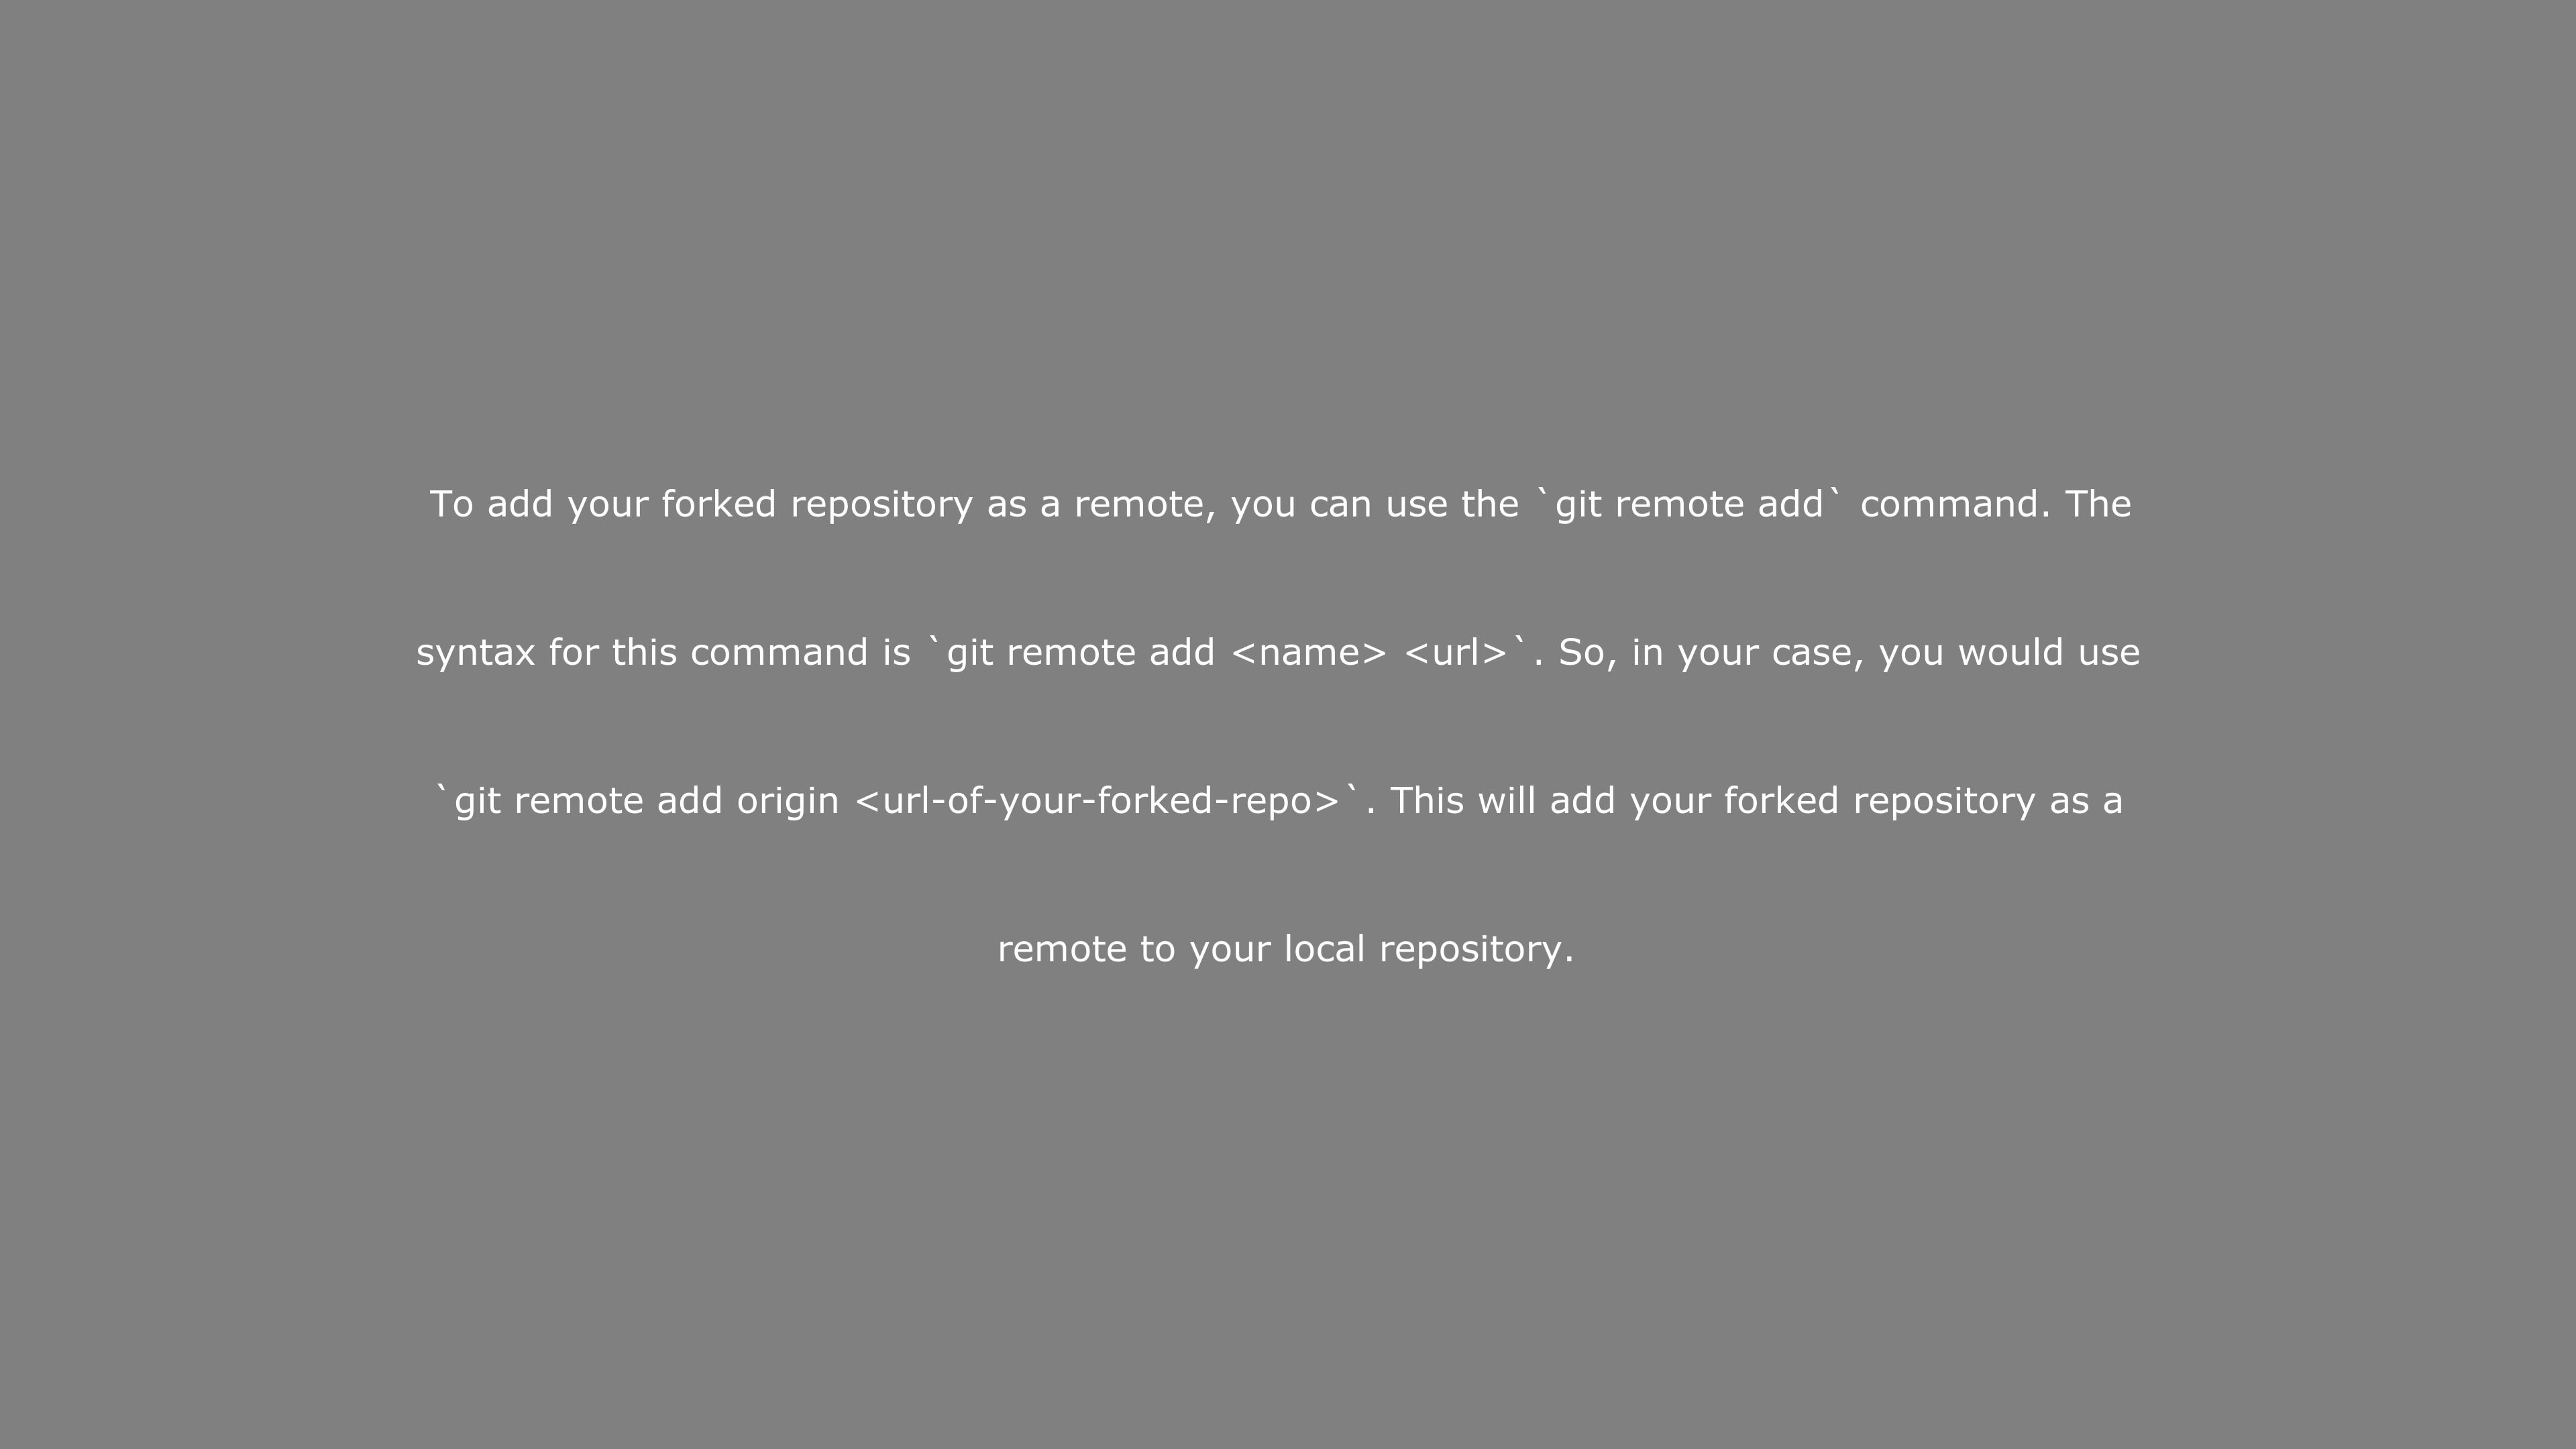 To add your forked repository as a remote, you can use the `git remote add` command. The
syntax for this command is `git remote add <name> <url>`. So, in your case, you would use
`git remote add origin <url-of-your-forked-repo>`. This will add your forked repository as a
remote to your local repository.